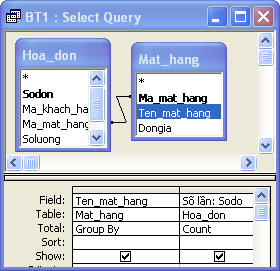 BT1 : Select Query
Hoa_don
*
Sodon
Ma_khach_ha
Ma_mat_hang
Soluong
Mat_hang
*
Ma_mat_hang
Ten_mat_hang
Dongia
Field: Ten_mat_hang Số lần: Sodo
Table: Mat_hang Hoa_don
Total: Group By Count
Sort:
Show: